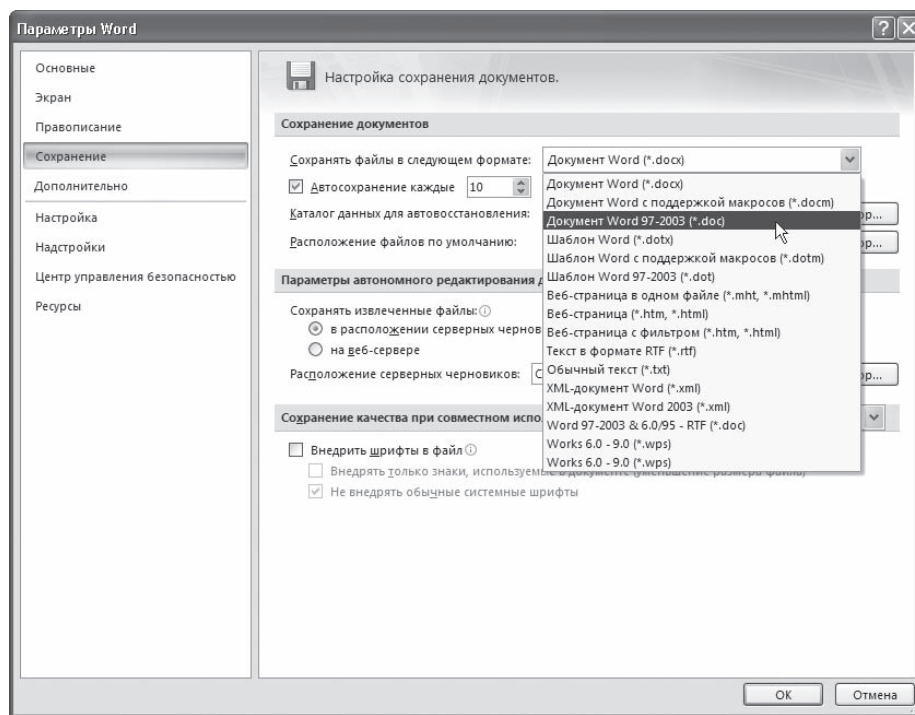 Параметры Word
Основные
Экран
Правописание
Сохранение
Дополнительно
Настройка
Надстройки
Центр управления безопасностью
Ресурсы
Настройка сохранения документов.
Сохранение документов
Сохранять файлы в следующем формате: Документ Word (*.docx)
Автосохранение каждые 10
Каталог данных для автовосстановления:
Расположение файлов по умолчанию:
Документ Word (*.docx)
Документ Word с поддержкой макросов (*.docm)
Документ Word 97-2003 (*.doc)
Шаблон Word (*.dotx)
Шаблон Word с поддержкой макросов (*.dotm)
Шаблон Word 97-2003 (*.dot)
Веб-страница в одном файле (*.mht, *.mhtml)
Веб-страница (*.htm, *.html)
Веб-страница с фильтром (*.htm, *.html)
Текст в формате RTF (*.rtf)
Обычный текст (*.txt)
XML-документ Word (*.xml)
XML-документ Word 2003 (*.xml)
Word 97-2003 & 6.0/95 - RTF (*.doc)
Works 6.0 - 9.0 (*.wps)
Works 6.0 - 9.0 (*.wps)
Параметры автономного редактирования
Сохранять извлеченные файлы:
в расположении серверных
на веб-сервере
Расположение серверных черновиков:
Сохранение качества при совместном
Внедрить шрифты в файл
Внедрять только знаки, используемые в документе (уменьшение размера файла)
Не внедрять обычные системные шрифты
ОК
Отмена